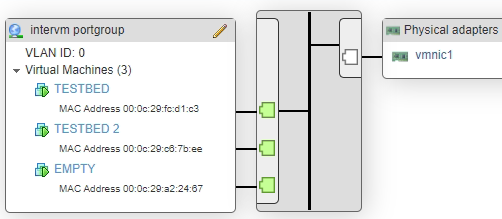 intervm portgroup
VLAN ID: 0
Virtual Machines (3)
TESTBED
MAC Address 00:0c:29:fc:d1:c3
TESTBED 2
MAC Address 00:0c:29:c6:7b:ee
EMPTY
MAC Address 00:0c:29:a2:24:67
Physical adapters
vmnic1